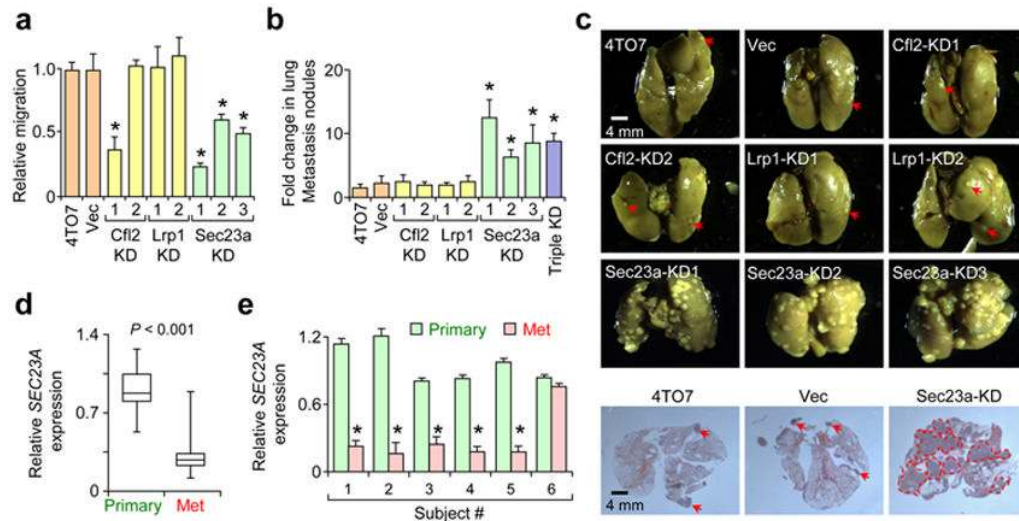 a
Relative migration
1.0
0.5
0
4TO7
Vec
1 2 1 2 1 2 3
Cfl2 KD
Lrp1 KD
Sec23a KD
* * * *
b
Fold change in lung
Metastasis nodules
20
10
0
4TO7
Vec
1 2 1 2 1 2 3
Cfl2 KD
Lrp1 KD
Sec23a KD
Triple KD
* * * *
c
4TO7
4 mm
Vec
Cfl2-KD1
Cfl2-KD2
Lrp1-KD1
Lrp1-KD2
Sec23a-KD1
Sec23a-KD2
Sec23a-KD3
4TO7
Vec
Sec23a-KD
4 mm
d
Relative SEC23A
expression
1.4
0.7
0
P < 0.001
Primary
Met
e
Relative SEC23A
expression
1.2
0.6
0
Primary
Met
* * * * *
1 2 3 4 5 6
Subject #